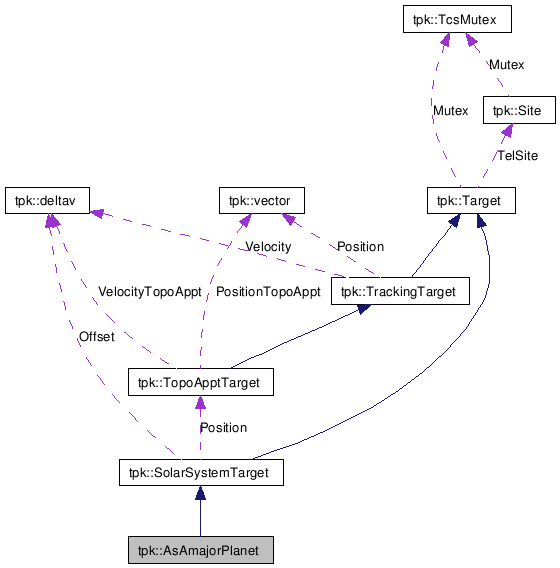 tpk::TcsMutex
Mutex
tpk::Site
Mutex
TelSite
tpk::deltav
tpk::vector
tpk::Target
Velocity
Position
VelocityTopoAppt
PositionTopoAppt
tpk::TrackingTarget
Offset
tpk::TopoApptTarget
Position
tpk::SolarSystemTarget
tpk::AsAmajorPlanet